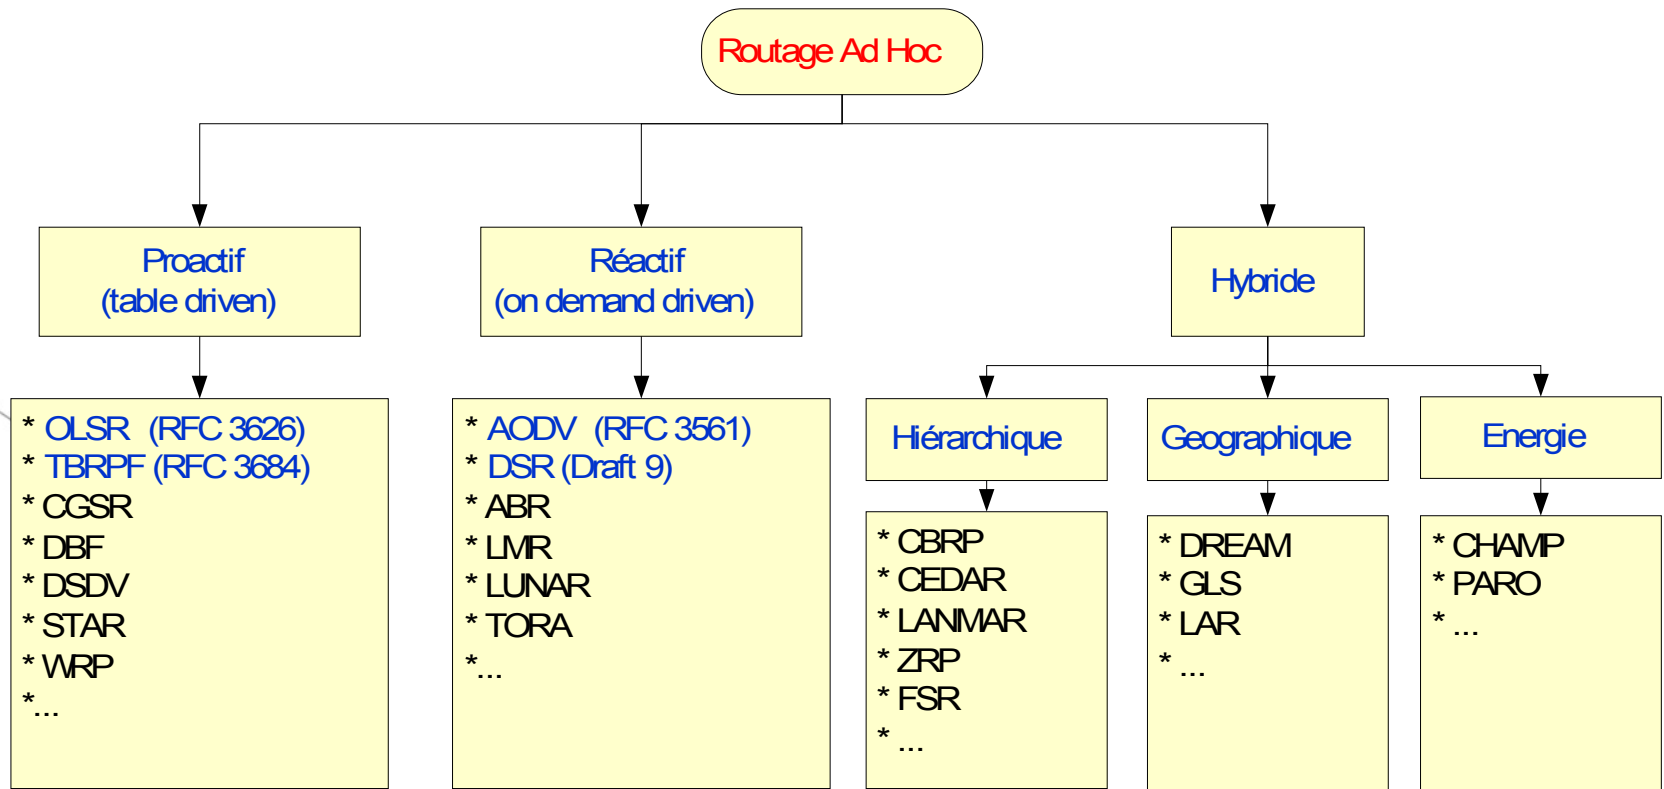 Routage Ad Hoc
Proactif
(table driven)
Réactif
(on demand driven)
Hybride
* OLSR (RFC 3626)
* TBRPF (RFC 3684)
* CGSR
* DBF
* DSDV
* STAR
* WRP
*...
* AODV (RFC 3561)
* DSR (Draft 9)
* ABR
* LMR
* LUNAR
* TORA
*...
Hiérarchique
* CBRP
* CEDAR
* LANMAR
* ZRP
* FSR
* ...
Geographique
* DREAM
* GLS
* LAR
* ...
Energie
* CHAMP
* PARO
* ...